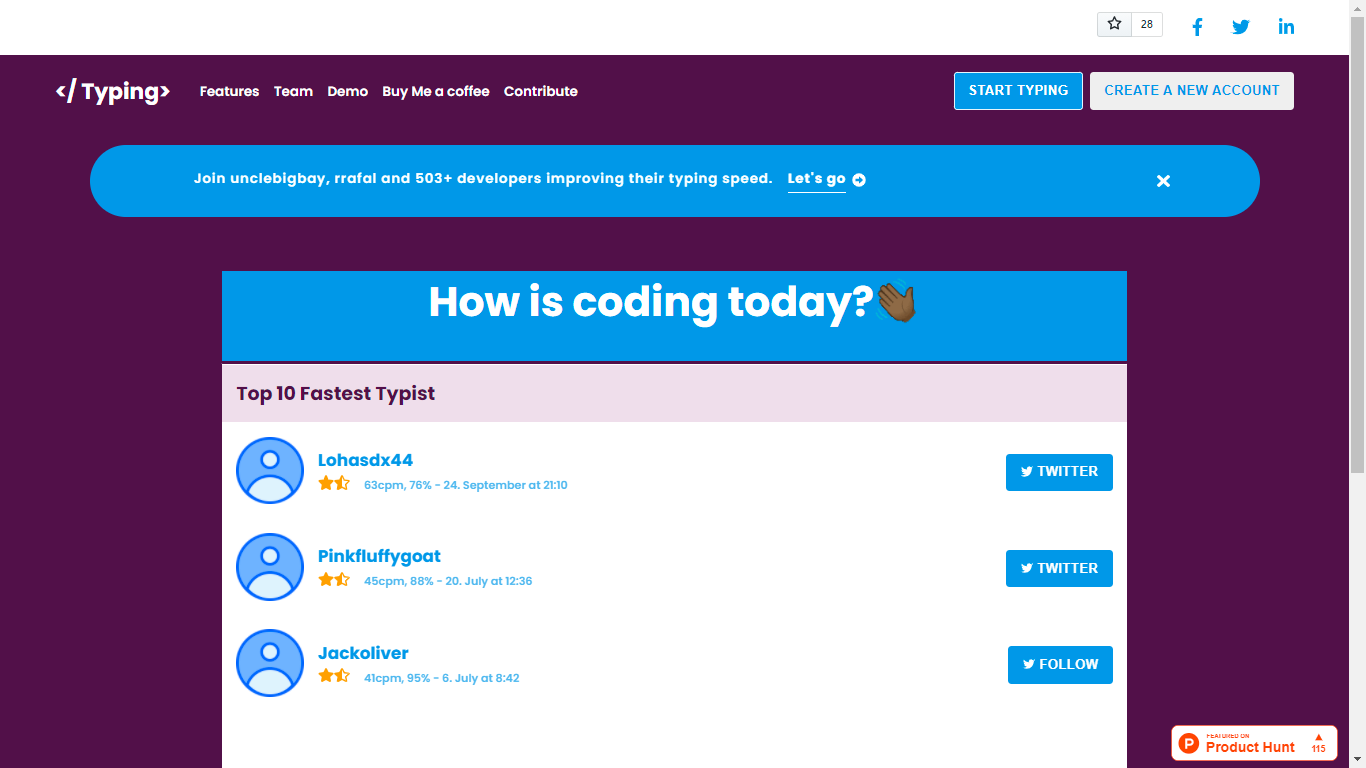 28
</ Typing>
Features Team Demo Buy Me a coffee Contribute
START TYPING
CREATE A NEW ACCOUNT
Join unclebigbay, rrafal and 503+ developers improving their typing speed. Let's go
How is coding today?👋🏾
Top 10 Fastest Typist
Lohasdx44
63cpm, 76% - 24. September at 21:10
TWITTER
Pinkfluffygoat
45cpm, 88% - 20. July at 12:36
TWITTER
Jackoliver
41cpm, 95% - 6. July at 8:42
FOLLOW
P
FEATURED ON
Product Hunt
115